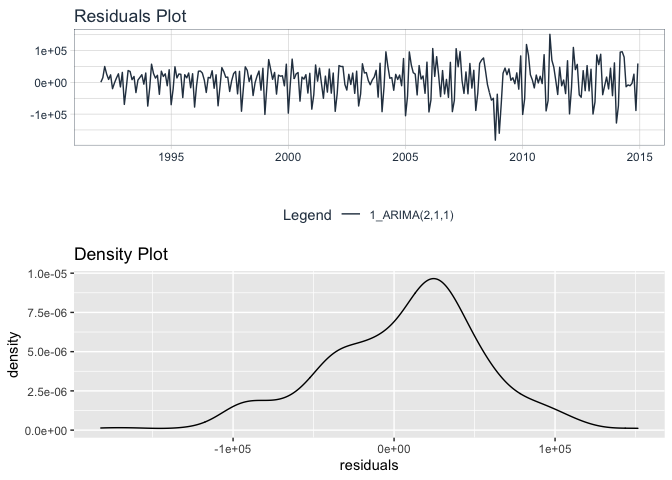 Residuals Plot
1e+05
0e+00
-1e+05
1995 2000 2005 2010 2015
Legend 1_ARIMA(2,1,1)
Density Plot
1.0e-05
7.5e-06
5.0e-06
2.5e-06
0.0e+00
density
-1e+05 0e+00 1e+05
residuals